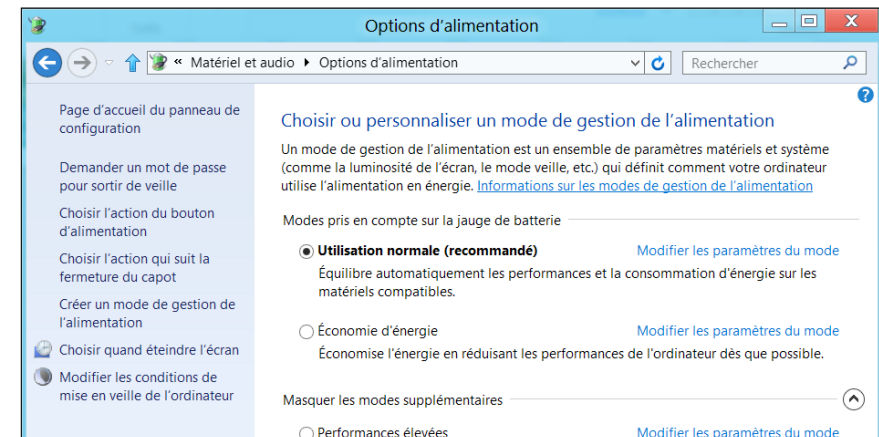 Options d'alimentation
« Matériel et audio ▸ Options d'alimentation
Rechercher
Page d'accueil du panneau de
configuration
Demander un mot de passe
pour sortir de veille
Choisir l'action du bouton
d'alimentation
Choisir l'action qui suit la
fermeture du capot
Créer un mode de gestion de
l'alimentation
Choisir quand éteindre l'écran
Modifier les conditions de
mise en veille de l'ordinateur
Choisir ou personnaliser un mode de gestion de l'alimentation
Un mode de gestion de l'alimentation est un ensemble de paramètres matériels et système
(comme la luminosité de l'écran, le mode veille, etc.) qui définit comment votre ordinateur
utilise l'alimentation en énergie. Informations sur les modes de gestion de l'alimentation
Modes pris en compte sur la jauge de batterie
Utilisation normale (recommandé) Modifier les paramètres du mode
Équilibre automatiquement les performances et la consommation d'énergie sur les
matériels compatibles.
Économie d'énergie Modifier les paramètres du mode
Économise l'énergie en réduisant les performances de l'ordinateur dès que possible.
Masquer les modes supplémentaires
Performances élevées Modifier les paramètres du mode